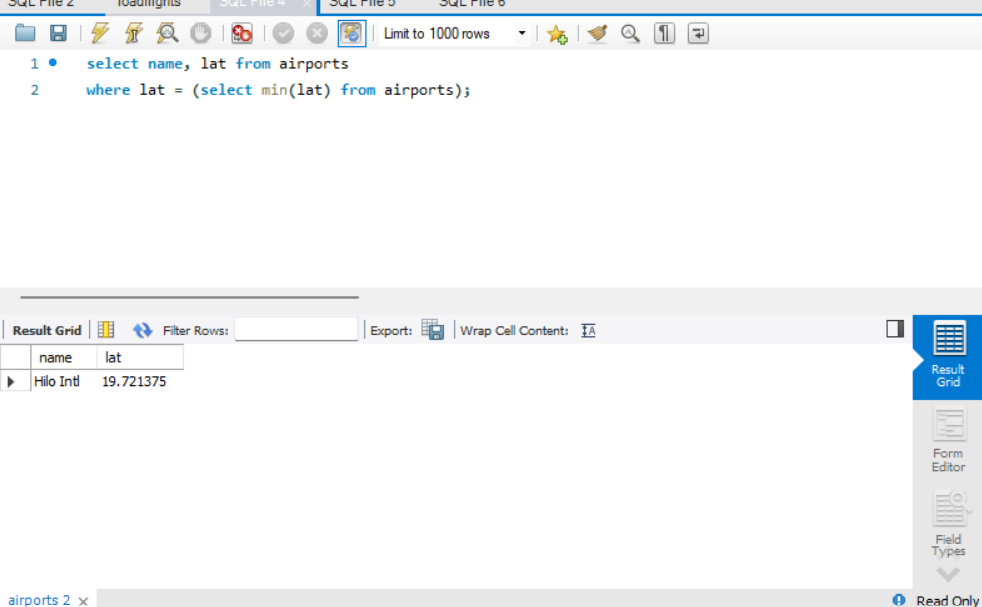 SQL File 2 loadflights SQL File 4 × SQL File 5 SQL File 6
Limit to 1000 rows
1 select name, lat from airports
2 where lat = (select min(lat) from airports);
Result Grid Filter Rows: Export: Wrap Cell Content:
name lat
Hilo Intl 19.721375
Result
Grid
Form
Editor
Field
Types
airports 2 × Read Only